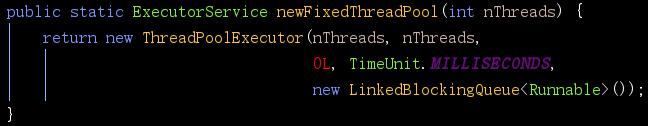 public static ExecutorService newFixedThreadPool(int nThreads) {
    return new ThreadPoolExecutor(nThreads, nThreads,
                                  0L, TimeUnit.MILLISECONDS,
                                  new LinkedBlockingQueue<Runnable>());
}